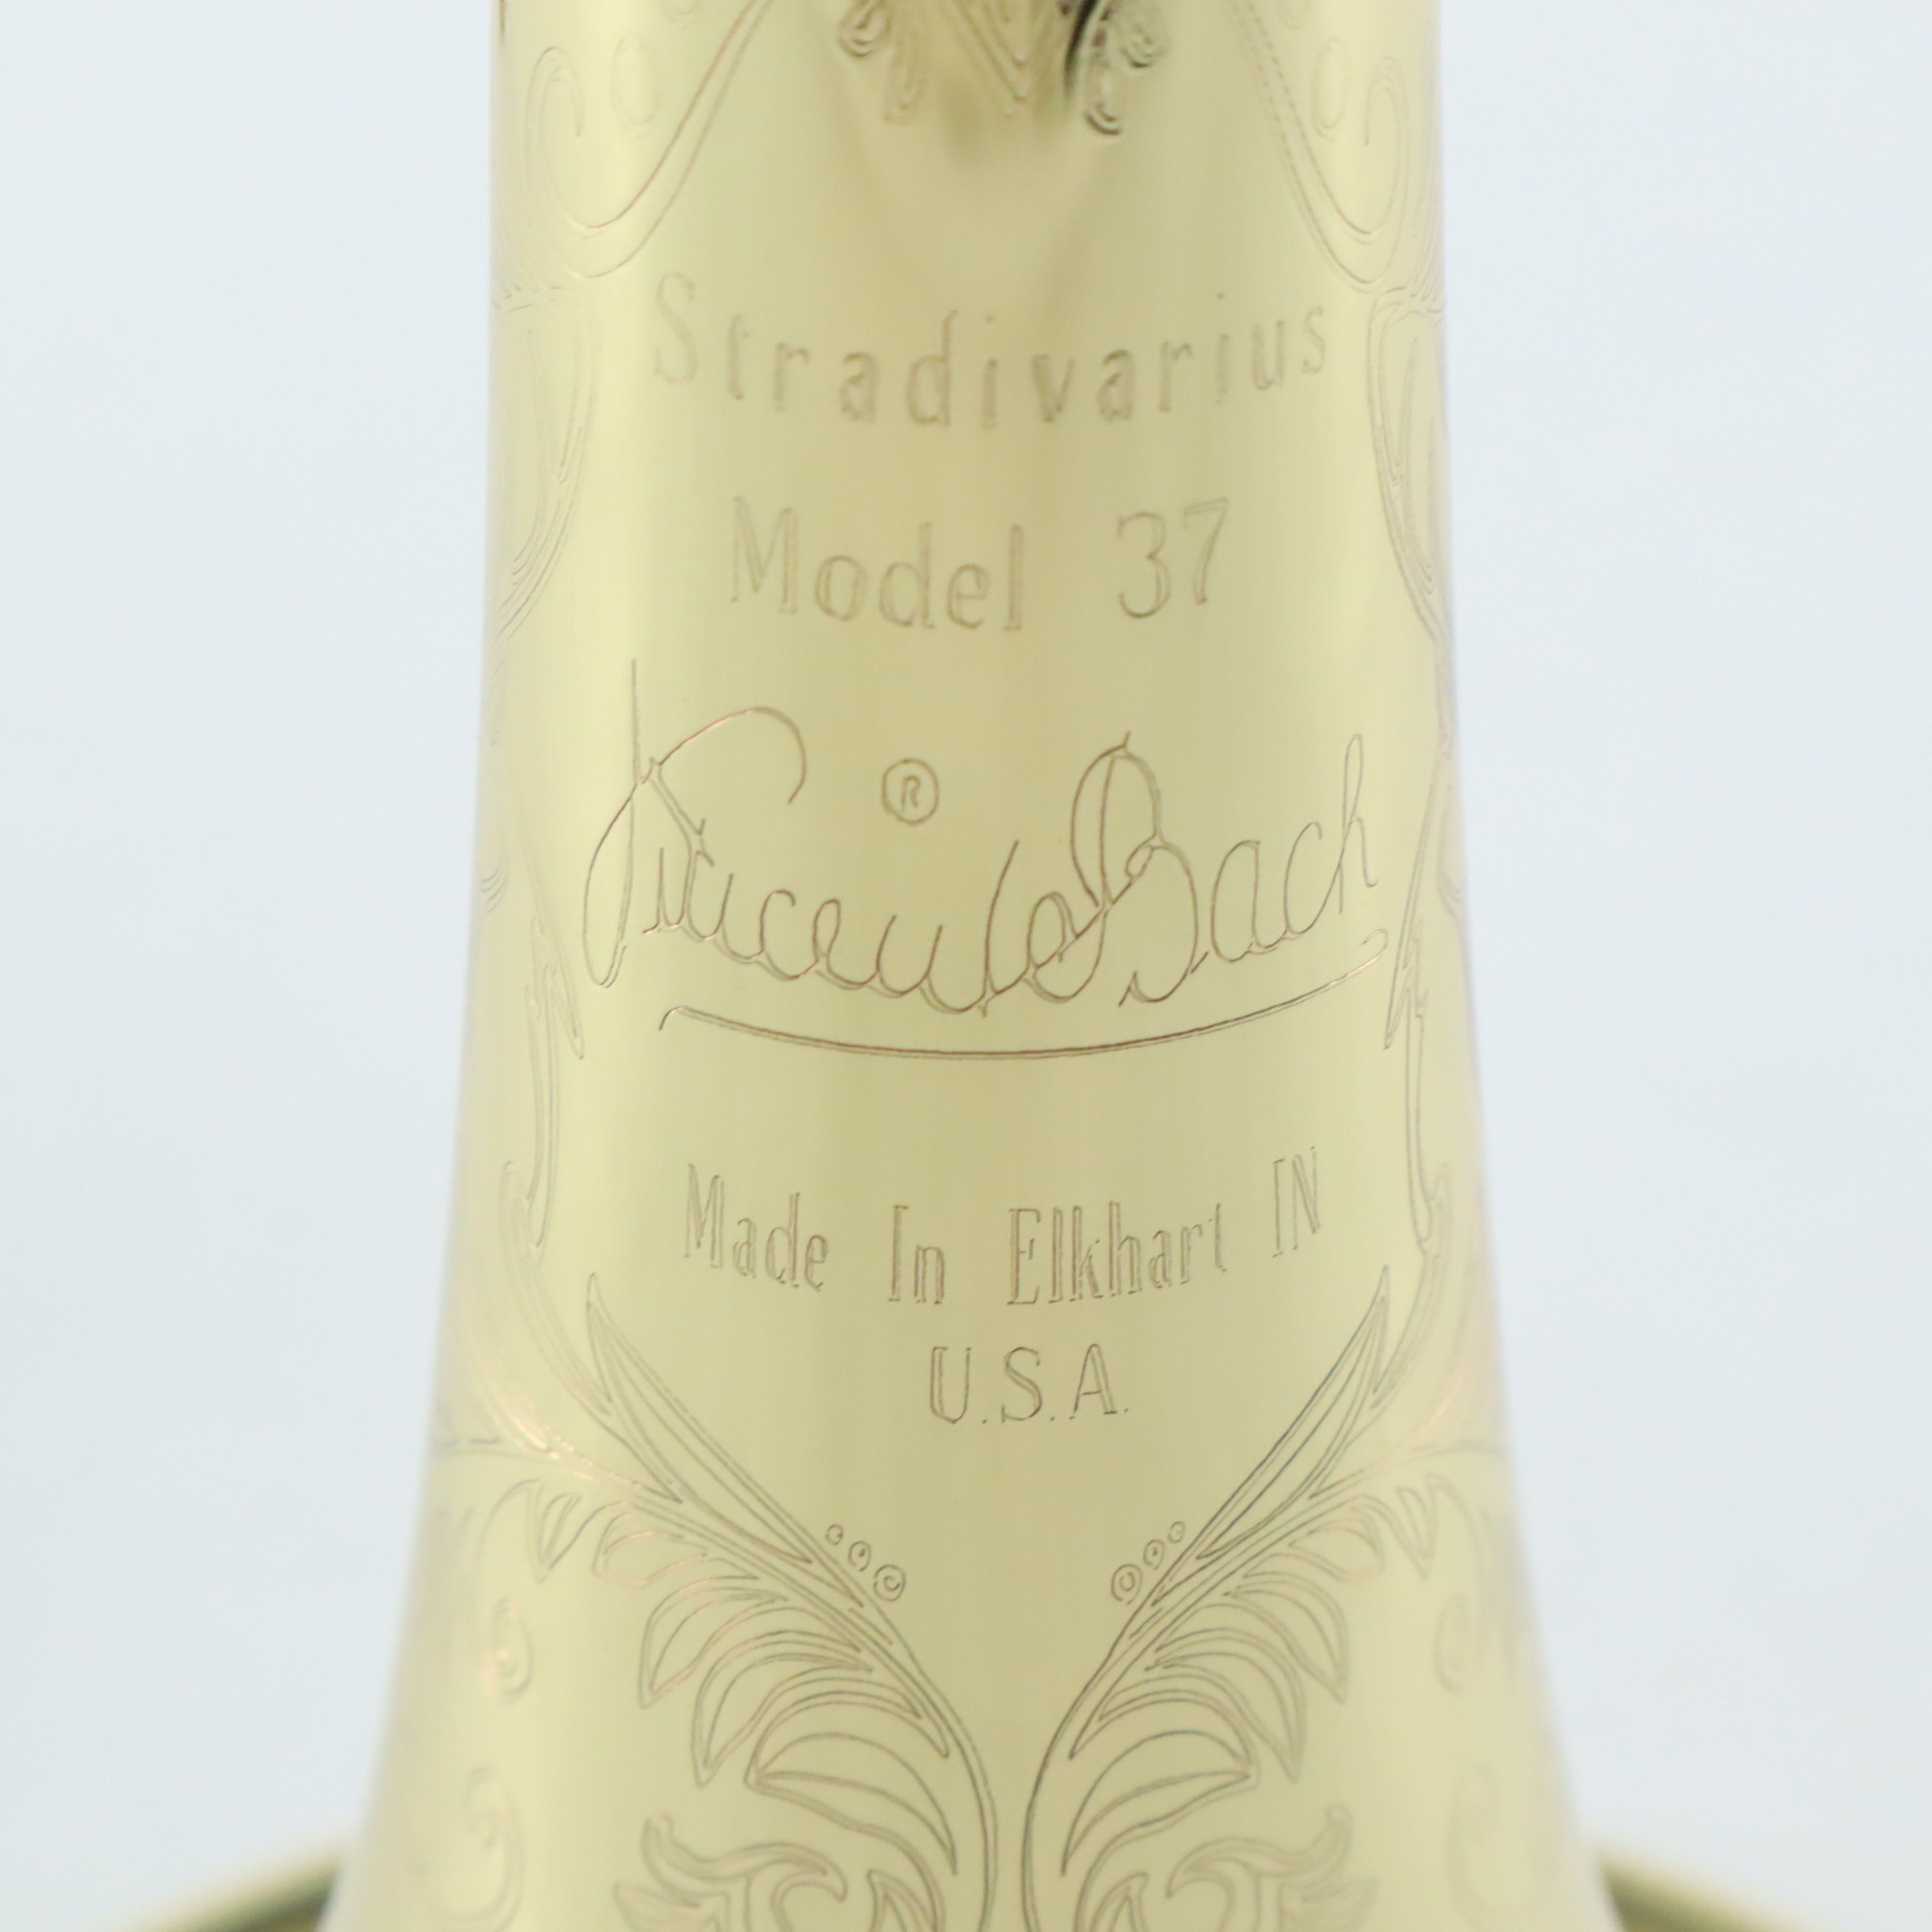 Stradivarius
Model 37
®
Vincent Bach
Made In Elkhart IN
U.S.A.